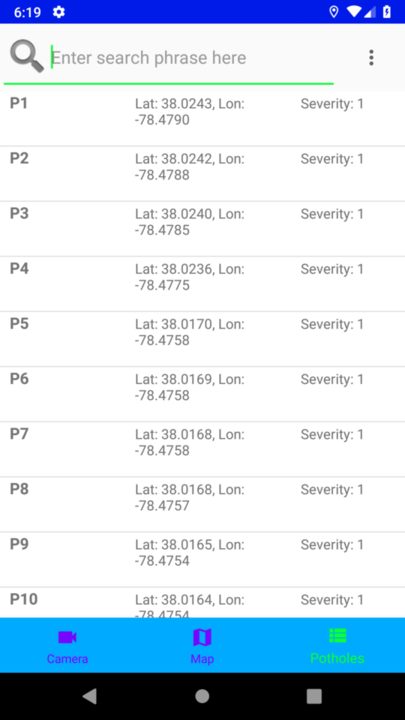 6:19
Enter search phrase here
P1 Lat: 38.0243, Lon: Severity: 1
-78.4790
P2 Lat: 38.0242, Lon: Severity: 1
-78.4788
P3 Lat: 38.0240, Lon: Severity: 1
-78.4785
P4 Lat: 38.0236, Lon: Severity: 1
-78.4775
P5 Lat: 38.0170, Lon: Severity: 1
-78.4758
P6 Lat: 38.0169, Lon: Severity: 1
-78.4758
P7 Lat: 38.0168, Lon: Severity: 1
-78.4758
P8 Lat: 38.0168, Lon: Severity: 1
-78.4757
P9 Lat: 38.0165, Lon: Severity: 1
-78.4754
P10 Lat: 38.0164, Lon: Severity: 1
-78.4754
Camera Map Potholes